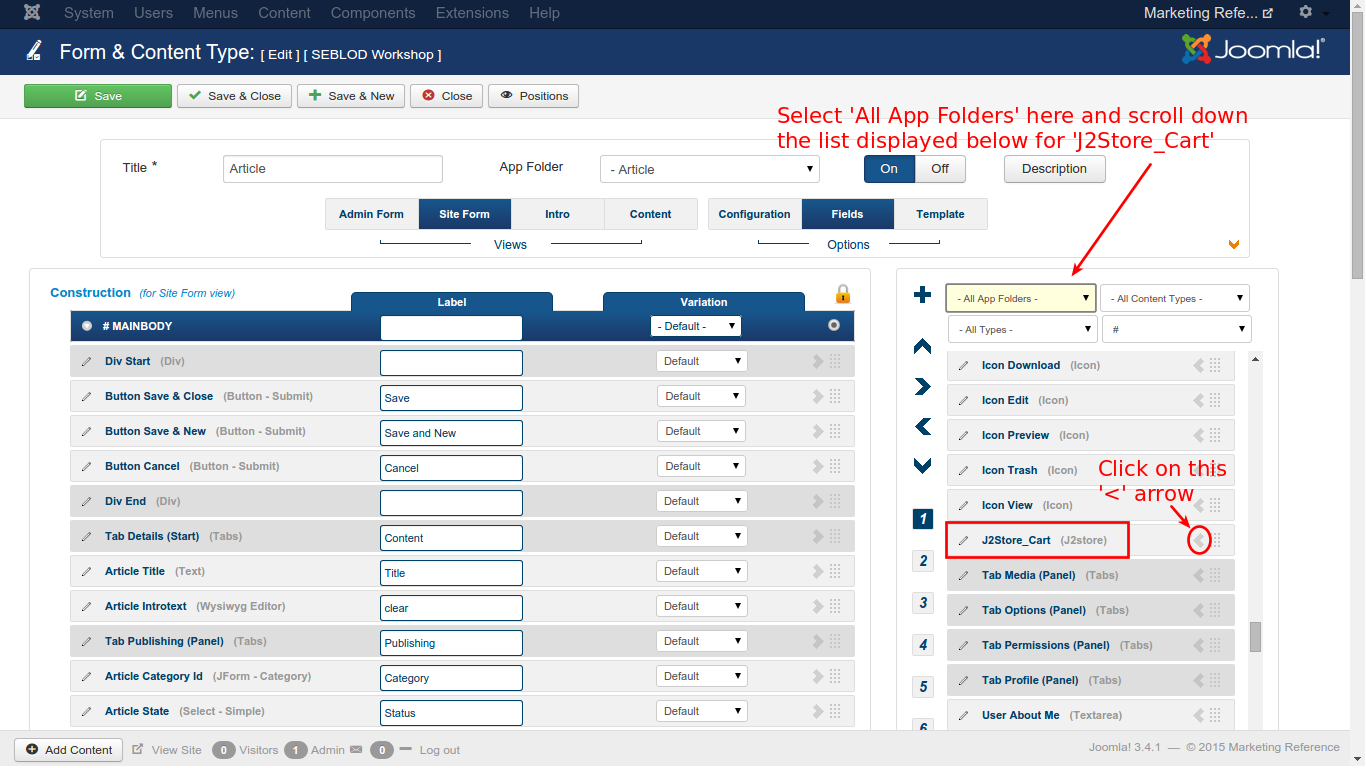 System Users Menus Content Components Extensions Help Marketing Refe...
Form & Content Type: [ Edit ] [ SEBLOD Workshop ] Joomla!®
Save Save & Close Save & New Close Positions
Select 'All App Folders' here and scroll down
the list displayed below for 'J2Store_Cart'
Title * Article App Folder - Article On Off Description
Admin Form Site Form Intro Content Configuration Fields Template
Views Options
Construction (for Site Form view) Label Variation
# MAINBODY - Default -
Div Start (Div) Default
Button Save & Close (Button - Submit) Save Default
Button Save & New (Button - Submit) Save and New Default
Button Cancel (Button - Submit) Cancel Default
Div End (Div) Default
Tab Details (Start) (Tabs) Content Default
Article Title (Text) Title Default
Article Introtext (Wysiwyg Editor) clear Default
Tab Publishing (Panel) (Tabs) Publishing Default
Article Category Id (JForm - Category) Category Default
Article State (Select - Simple) Status Default
- All App Folders - - All Content Types -
- All Types - #
Icon Download (Icon)
Icon Edit (Icon)
Icon Preview (Icon)
Icon Trash (Icon)
Click on this
'<' arrow
Icon View (Icon)
1
J2Store_Cart (J2store)
2
Tab Media (Panel) (Tabs)
3
Tab Options (Panel) (Tabs)
4
Tab Permissions (Panel) (Tabs)
5
Tab Profile (Panel) (Tabs)
6
User About Me (Textarea)
Add Content View Site 0 Visitors 1 Admin 0 Log out Joomla! 3.4.1 — © 2015 Marketing Reference